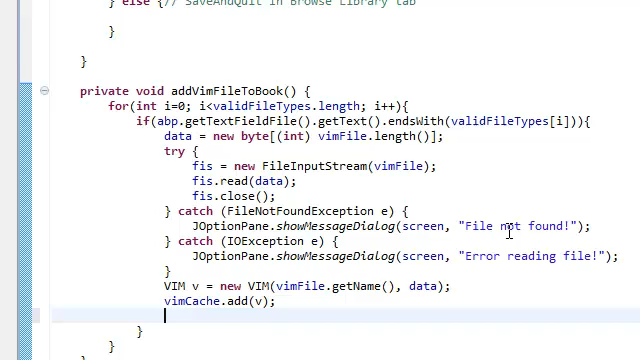 } else {// SaveAndQuit in Browse Library tab
}
}
private void addVimFileToBook() {
for(int i=0; i<validFileTypes.length; i++){
if(abp.getTextFieldFile().getText().endsWith(validFileTypes[i])){
data = new byte[(int) vimFile.length()];
try {
fis = new FileInputStream(vimFile);
fis.read(data);
fis.close();
} catch (FileNotFoundException e) {
JOptionPane.showMessageDialog(screen, "File not found!");
} catch (IOException e) {
JOptionPane.showMessageDialog(screen, "Error reading file!");
}
VIM v = new VIM(vimFile.getName(), data);
vimCache.add(v);
}
}
}